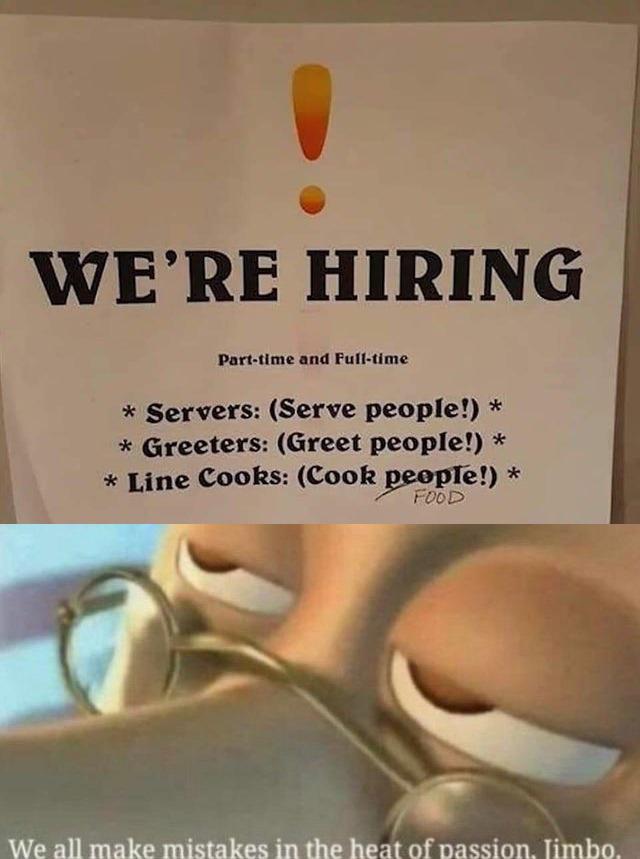 !
WE'RE HIRING
Part-time and Full-time
* Servers: (Serve people!) *
* Greeters: (Greet people!) *
* Line Cooks: (Cook people!) *
FOOD
We all make mistakes in the heat of passion, Jimbo.